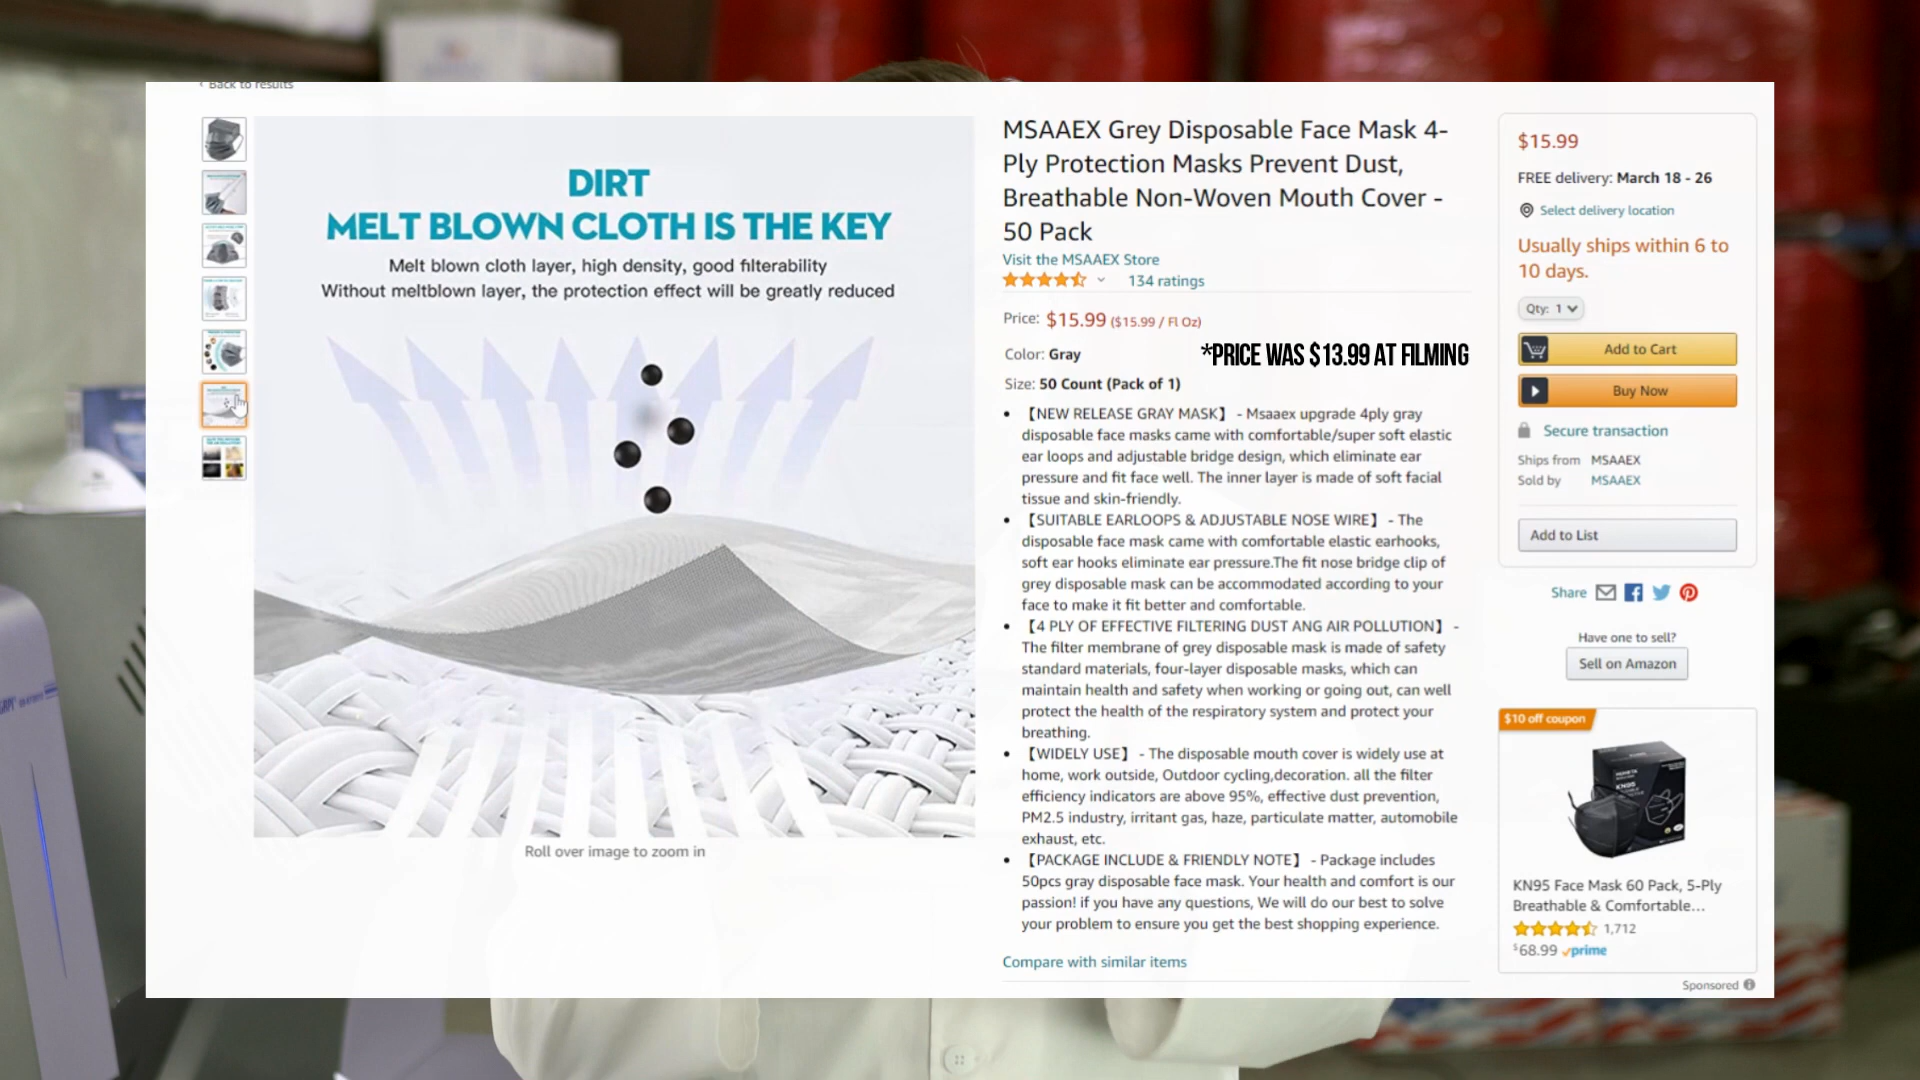 ‹ Back to results
DIRT
MELT BLOWN CLOTH IS THE KEY
Melt blown cloth layer, high density, good filterability
Without meltblown layer, the protection effect will be greatly reduced
Roll over image to zoom in
MSAAEX Grey Disposable Face Mask 4-
Ply Protection Masks Prevent Dust,
Breathable Non-Woven Mouth Cover -
50 Pack
Visit the MSAAEX Store
134 ratings
Price: $15.99 ($15.99 / Fl Oz)
Color: Gray
*PRICE WAS $13.99 AT FILMING
Size: 50 Count (Pack of 1)
• 【NEW RELEASE GRAY MASK】 - Msaaex upgrade 4ply gray
disposable face masks came with comfortable/super soft elastic
ear loops and adjustable bridge design, which eliminate ear
pressure and fit face well. The inner layer is made of soft facial
tissue and skin-friendly.
• 【SUITABLE EARLOOPS & ADJUSTABLE NOSE WIRE】 - The
disposable face mask came with comfortable elastic earhooks,
soft ear hooks eliminate ear pressure.The fit nose bridge clip of
grey disposable mask can be accommodated according to your
face to make it fit better and comfortable.
• 【4 PLY OF EFFECTIVE FILTERING DUST ANG AIR POLLUTION】 -
The filter membrane of grey disposable mask is made of safety
standard materials, four-layer disposable masks, which can
maintain health and safety when working or going out, can well
protect the health of the respiratory system and protect your
breathing.
• 【WIDELY USE】 - The disposable mouth cover is widely use at
home, work outside, Outdoor cycling,decoration. all the filter
efficiency indicators are above 95%, effective dust prevention,
PM2.5 industry, irritant gas, haze, particulate matter, automobile
exhaust, etc.
• 【PACKAGE INCLUDE & FRIENDLY NOTE】 - Package includes
50pcs gray disposable face mask. Your health and comfort is our
passion! if you have any questions, We will do our best to solve
your problem to ensure you get the best shopping experience.
Compare with similar items
$15.99
FREE delivery: March 18 - 26
Select delivery location
Usually ships within 6 to
10 days.
Qty: 1
Add to Cart
Buy Now
Secure transaction
Ships from MSAAEX
Sold by MSAAEX
Add to List
Share
Have one to sell?
Sell on Amazon
$10 off coupon
KN95
KN95 Face Mask 60 Pack, 5-Ply
Breathable & Comfortable...
1,712
$68.99 prime
Sponsored